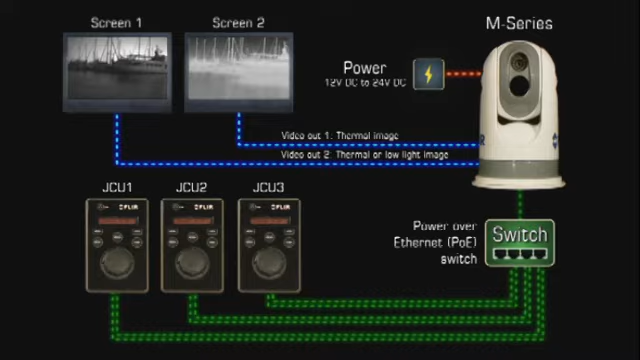 Screen 1
Screen 2
M-Series
Power
12V DC to 24V DC
Video out 1: Thermal image
Video out 2: Thermal or low light image
JCU1
JCU2
JCU3
FLIR
FLIR
FLIR
Power over
Ethernet (PoE)
switch
Switch